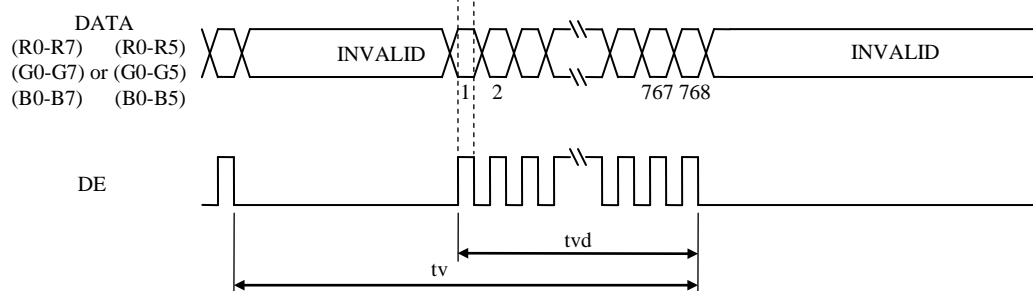 DATA
(R0-R7) (R0-R5)
(G0-G7) or (G0-G5)
(B0-B7) (B0-B5)
INVALID
INVALID
1 2 767 768
DE
tvd
tv